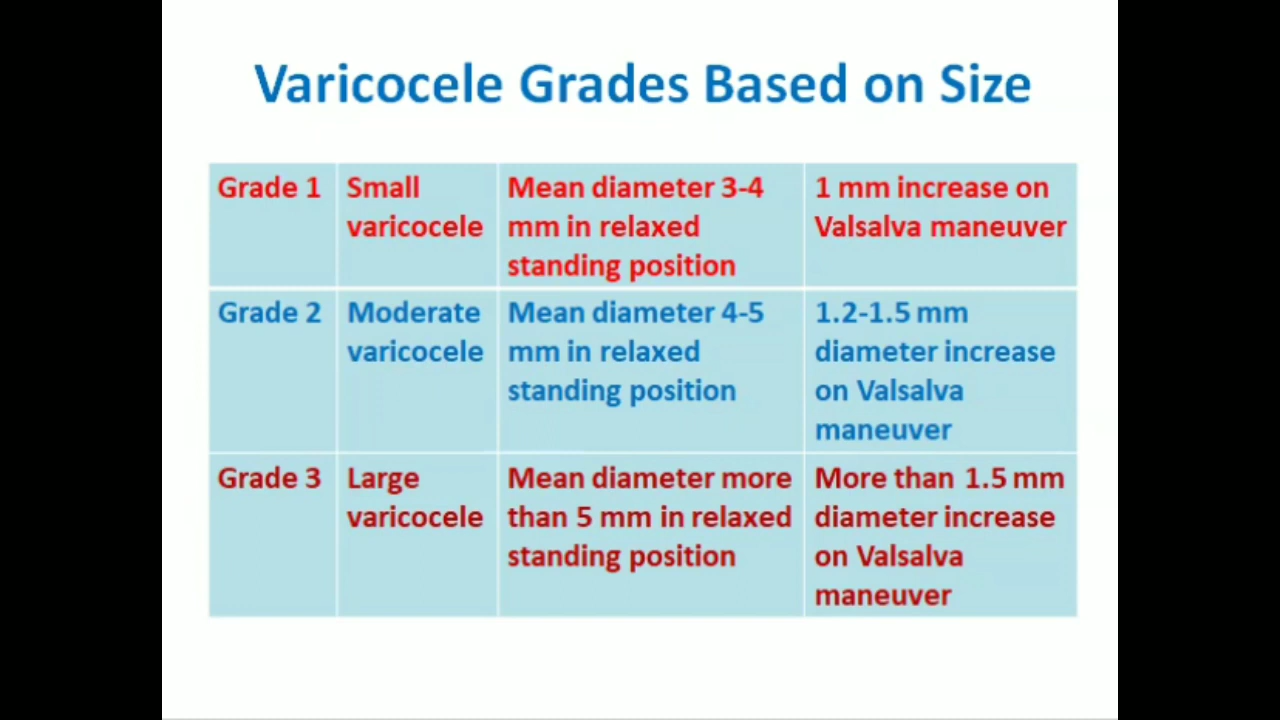 Varicocele Grades Based on Size
Grade 1
Small
varicocele
Mean diameter 3-4
mm in relaxed
standing position
1 mm increase on
Valsalva maneuver
Grade 2
Moderate
varicocele
Mean diameter 4-5
mm in relaxed
standing position
1.2-1.5 mm
diameter increase
on Valsalva
maneuver
Grade 3
Large
varicocele
Mean diameter more
than 5 mm in relaxed
standing position
More than 1.5 mm
diameter increase
on Valsalva
maneuver